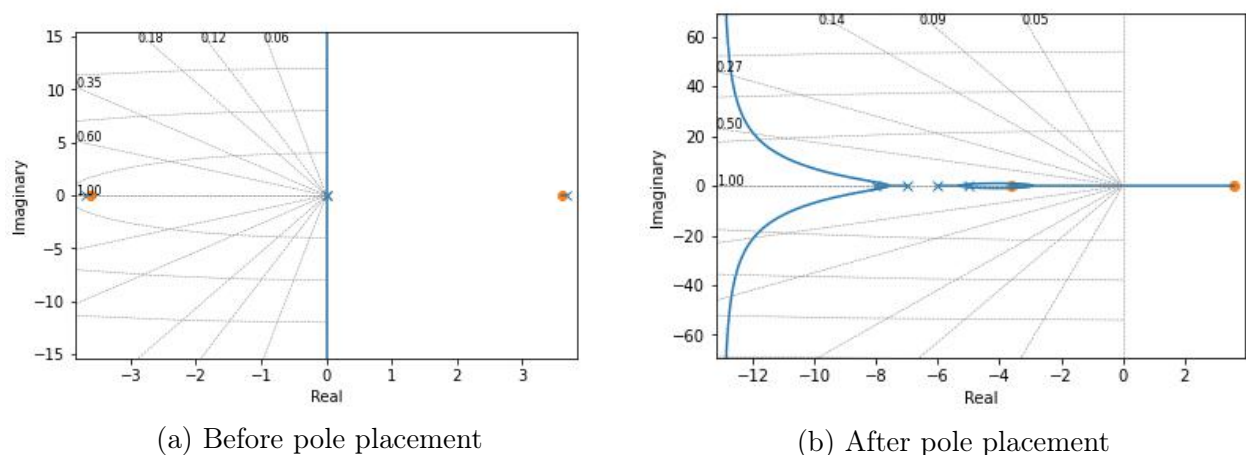 0.18 0.12 0.06
0.35
0.60
1.00
15
10
5
0
−5
−10
−15
−3 −2 −1 0 1 2 3
Imaginary
Real
(a) Before pole placement
0.14 0.09 0.05
0.27
0.50
1.00
60
40
20
0
−20
−40
−60
−12 −10 −8 −6 −4 −2 0 2
Imaginary
Real
(b) After pole placement